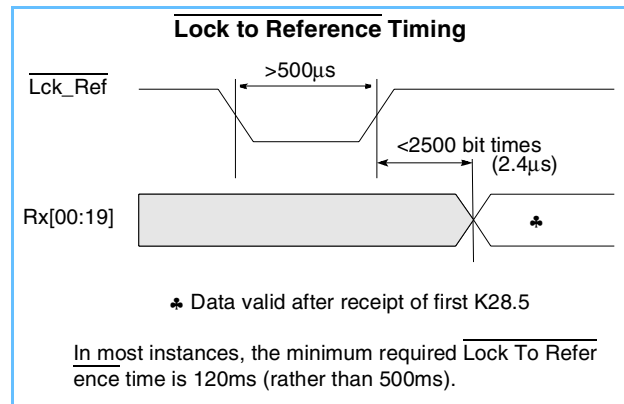 Lock to Reference Timing
>500µs
Lck_Ref
<2500 bit times
(2.4µs)
Rx[00:19]
♣
♣ Data valid after receipt of first K28.5
In most instances, the minimum required Lock To Refer
ence time is 120ms (rather than 500ms).